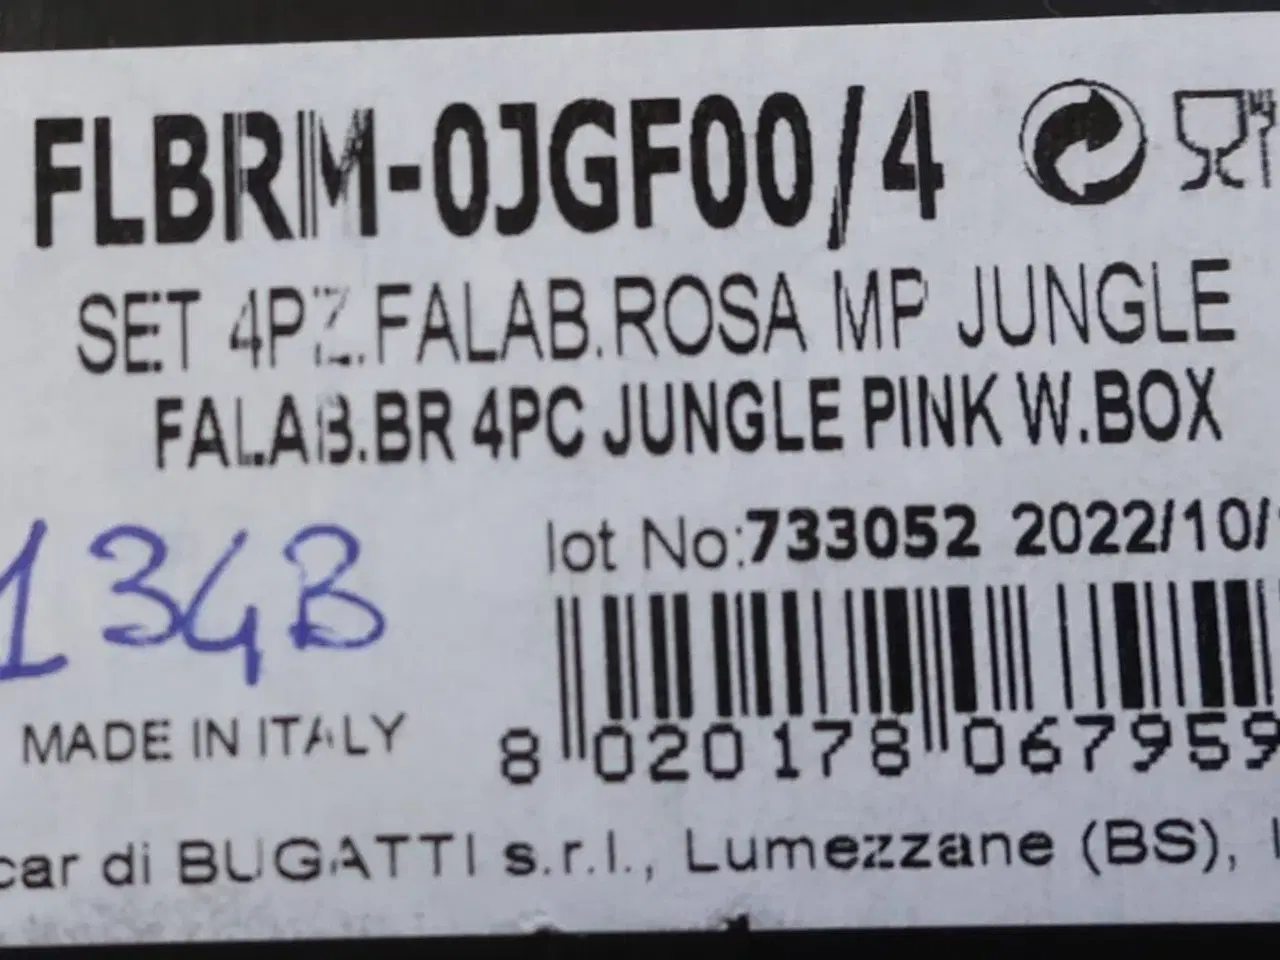 FLBRM-0JGF00/4
SET 4PZ.FALAB.ROSA MP JUNGLE
FALAB.BR 4PC JUNGLE PINK W.BOX
134B
lot No:733052 2022/10/
8 020178 067959
MADE IN ITALY
car di BUGATTI s.r.l., Lumezzane (BS),